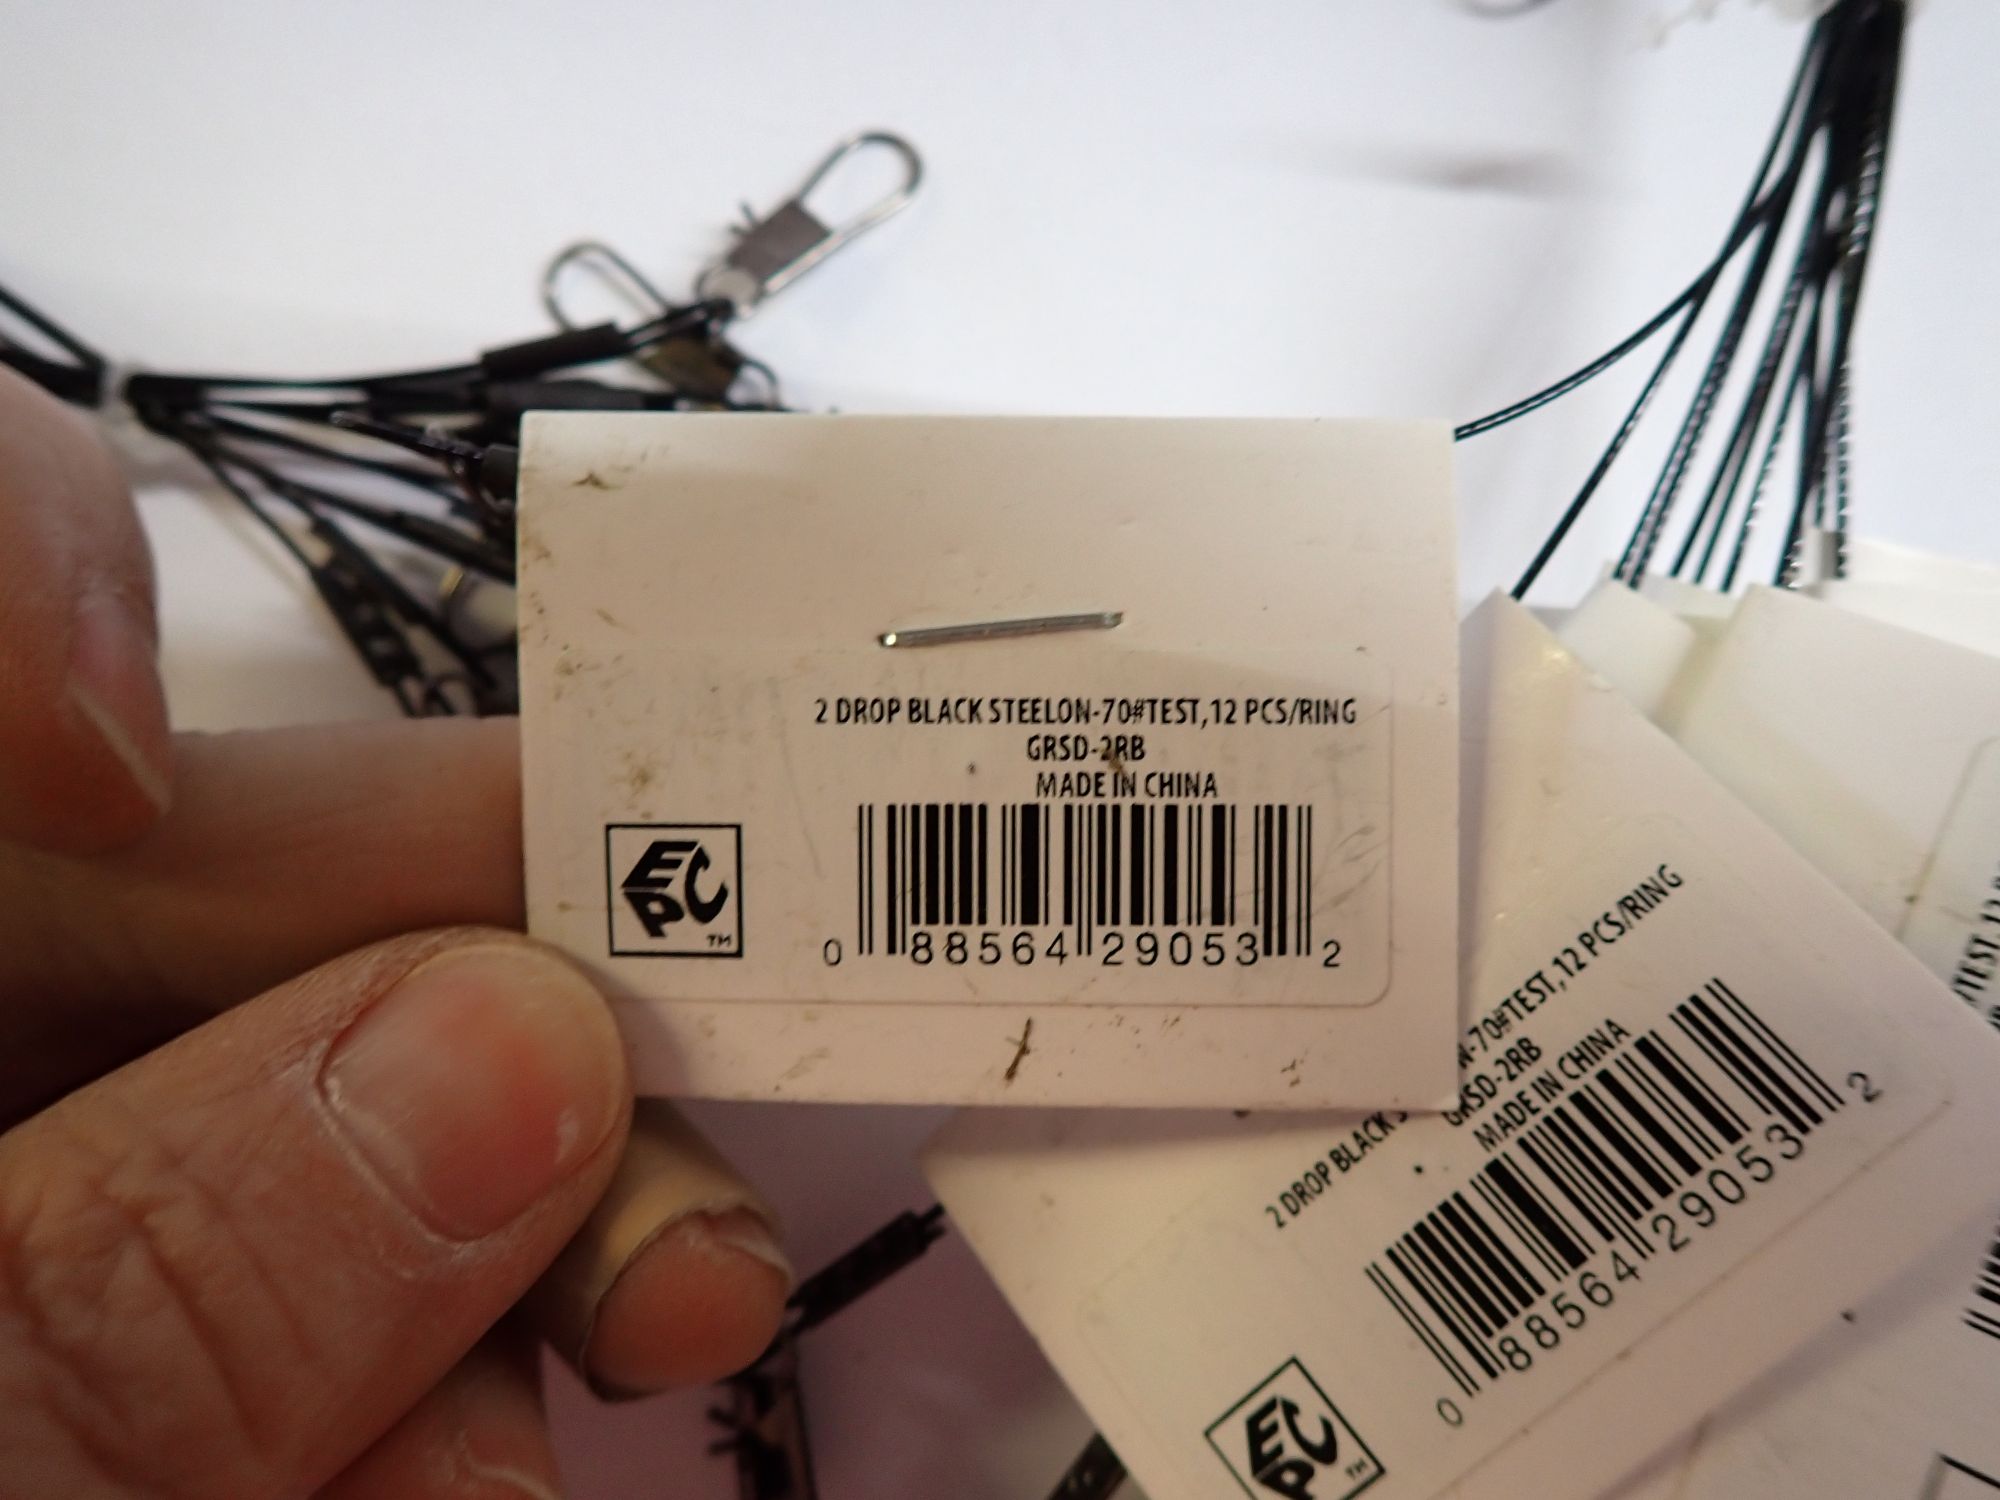 2 DROP BLACK STEELON-70#TEST,12 PCS/RING
GRSD-2RB
MADE IN CHINA
EPC
TM
0 88564 29053 2
2 DROP BLACK
-70#TEST,12 PCS/RING
GRSD-2RB
MADE IN CHINA
0 88564 29053 2
EPC
TM